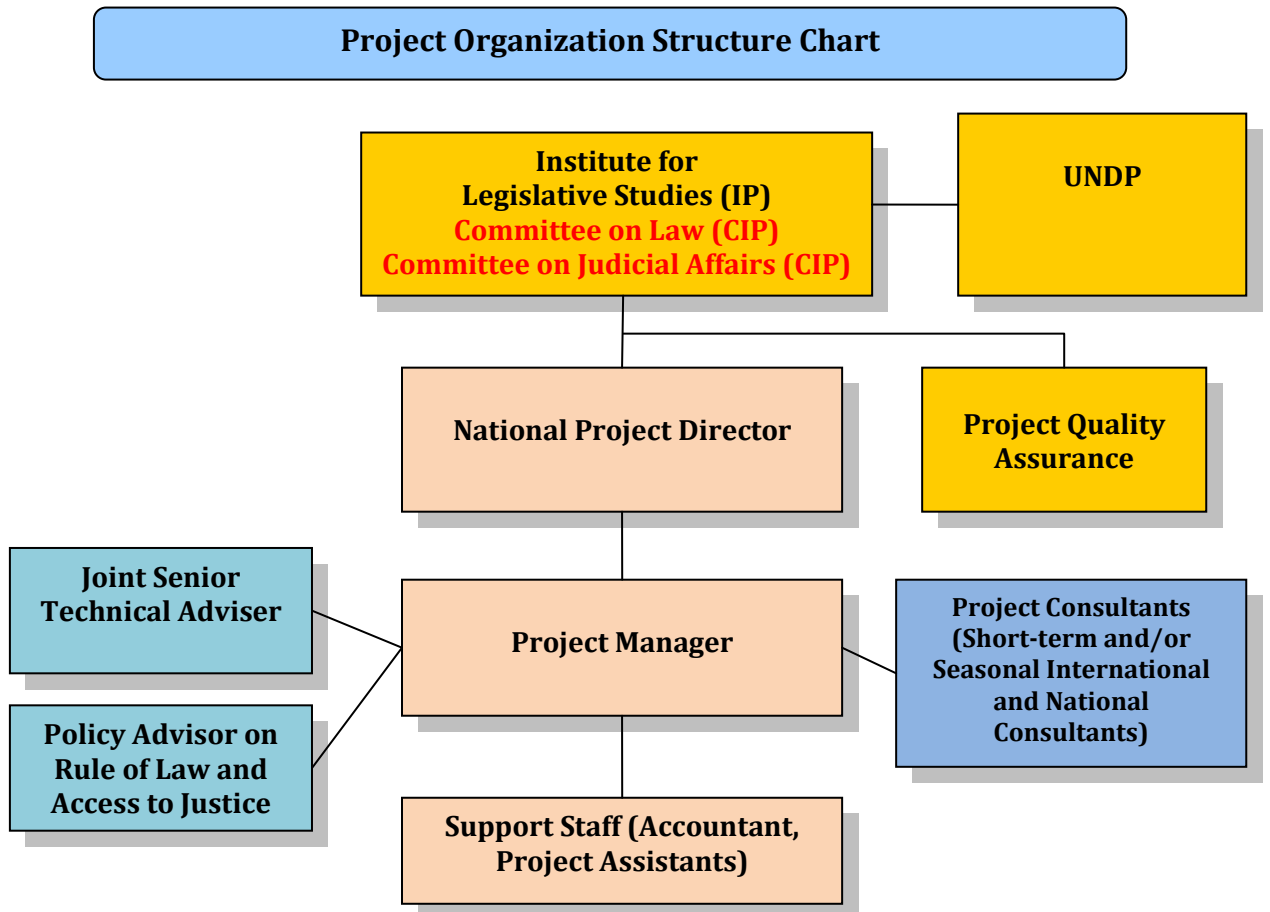 Project Organization Structure Chart
Institute for
Legislative Studies (IP)
Committee on Law (CIP)
Committee on Judicial Affairs (CIP)
UNDP
National Project Director
Project Quality
Assurance
Joint Senior
Technical Adviser
Project Manager
Project Consultants
(Short-term and/or
Seasonal International
and National
Consultants)
Policy Advisor on
Rule of Law and
Access to Justice
Support Staff (Accountant,
Project Assistants)